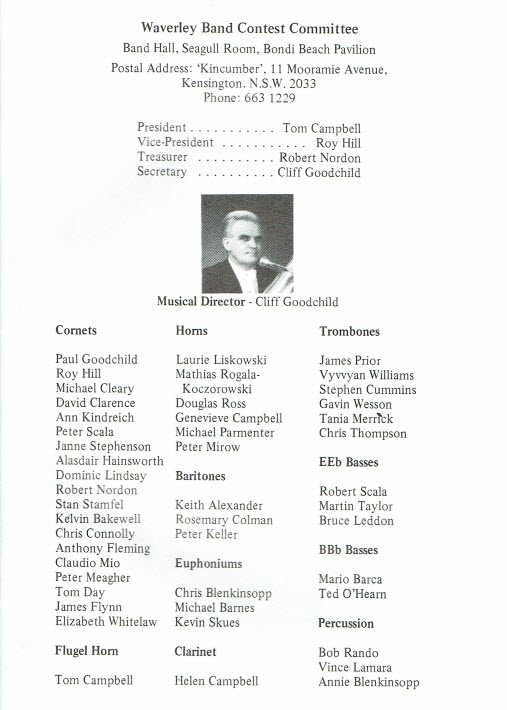 Waverley Band Contest Committee
Band Hall, Seagull Room, Bondi Beach Pavilion
Postal Address: 'Kincumber', 11 Mooramie Avenue,
Kensington. N.S.W. 2033
Phone: 663 1229
President . . . . . . . . . . . Tom Campbell
Vice-President . . . . . . . . . . . Roy Hill
Treasurer . . . . . . . . . . Robert Nordon
Secretary . . . . . . . . . . Cliff Goodchild
Musical Director - Cliff Goodchild
Cornets
Paul Goodchild
Roy Hill
Michael Cleary
David Clarence
Ann Kindreich
Peter Scala
Janne Stephenson
Alasdair Hainsworth
Dominic Lindsay
Robert Nordon
Stan Stamfel
Kelvin Bakewell
Chris Connolly
Anthony Fleming
Claudio Mio
Peter Meagher
Tom Day
James Flynn
Elizabeth Whitelaw
Flugel Horn
Tom Campbell
Horns
Laurie Liskowski
Mathias Rogala-
Koczorowski
Douglas Ross
Genevieve Campbell
Michael Parmenter
Peter Mirow
Baritones
Keith Alexander
Rosemary Colman
Peter Keller
Euphoniums
Chris Blenkinsopp
Michael Barnes
Kevin Skues
Clarinet
Helen Campbell
Trombones
James Prior
Vyvyan Williams
Stephen Cummins
Gavin Wesson
Tania Merrick
Chris Thompson
EEb Basses
Robert Scala
Martin Taylor
Bruce Leddon
BBb Basses
Mario Barca
Ted O'Hearn
Percussion
Bob Rando
Vince Lamara
Annie Blenkinsopp